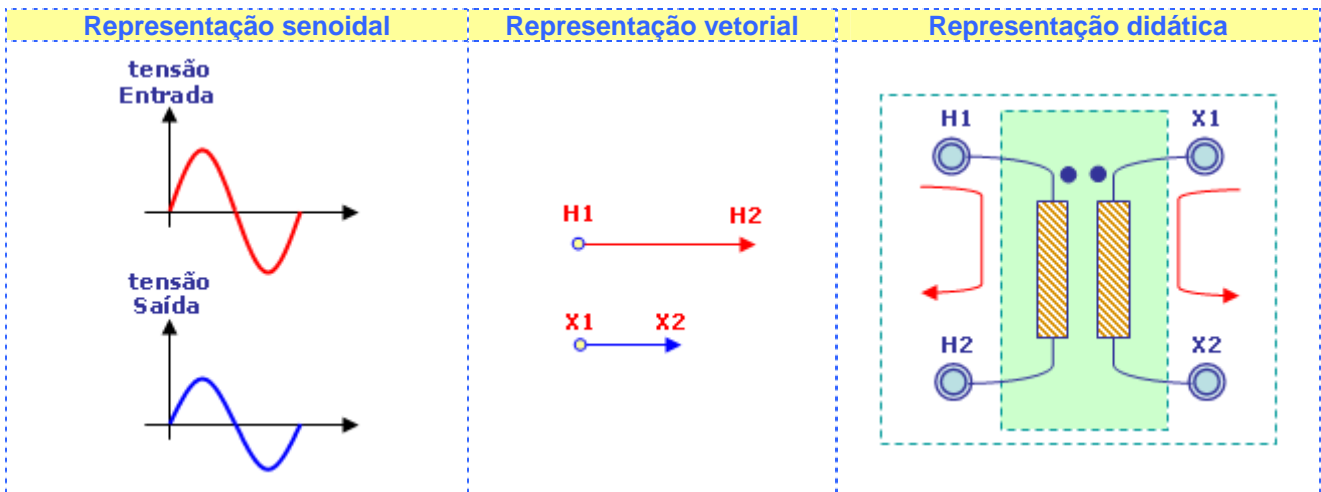 Representação senoidal
Representação vetorial
Representação didática
tensão
Entrada
tensão
Saída
H1 H2
X1 X2
H1 X1
H2 X2